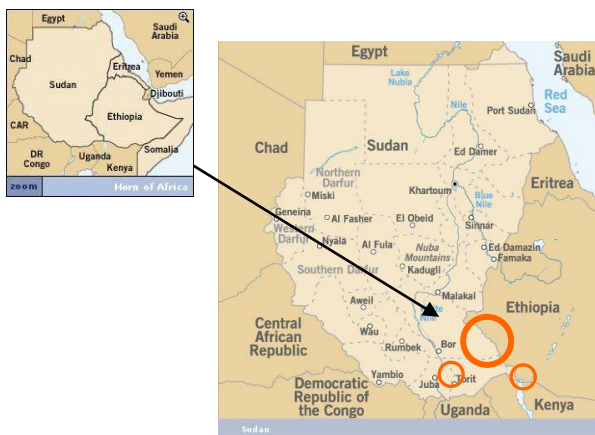 Egypt
Saudi
Arabia
Chad
Eritrea
Yemen
Sudan
Djibouti
Ethiopia
CAR
Somalia
DR
Congo
Uganda
Kenya
zoom
Horn of Africa
Egypt
Saudi
Arabia
Lake
Nubia
Red
Sea
Nile
Port Sudan
Chad
Sudan
Ed Damer
Northern
Darfur
Eritrea
Khartoum
Miski
Blue
Nile
Geneina
Al Fasher
El Obeid
Sinnar
Western
Darfur
Nyala
Al Fula
Nuba
Mountains
Ed Damazin
Famaka
Southern Darfur
Kadugli
Malakal
Aweil
Nile
Ethiopia
Central
African
Republic
Wau
Rumbek
Bor
Yambio
Juba
Torit
Democratic
Republic of
the Congo
Uganda
Kenya
Sudan